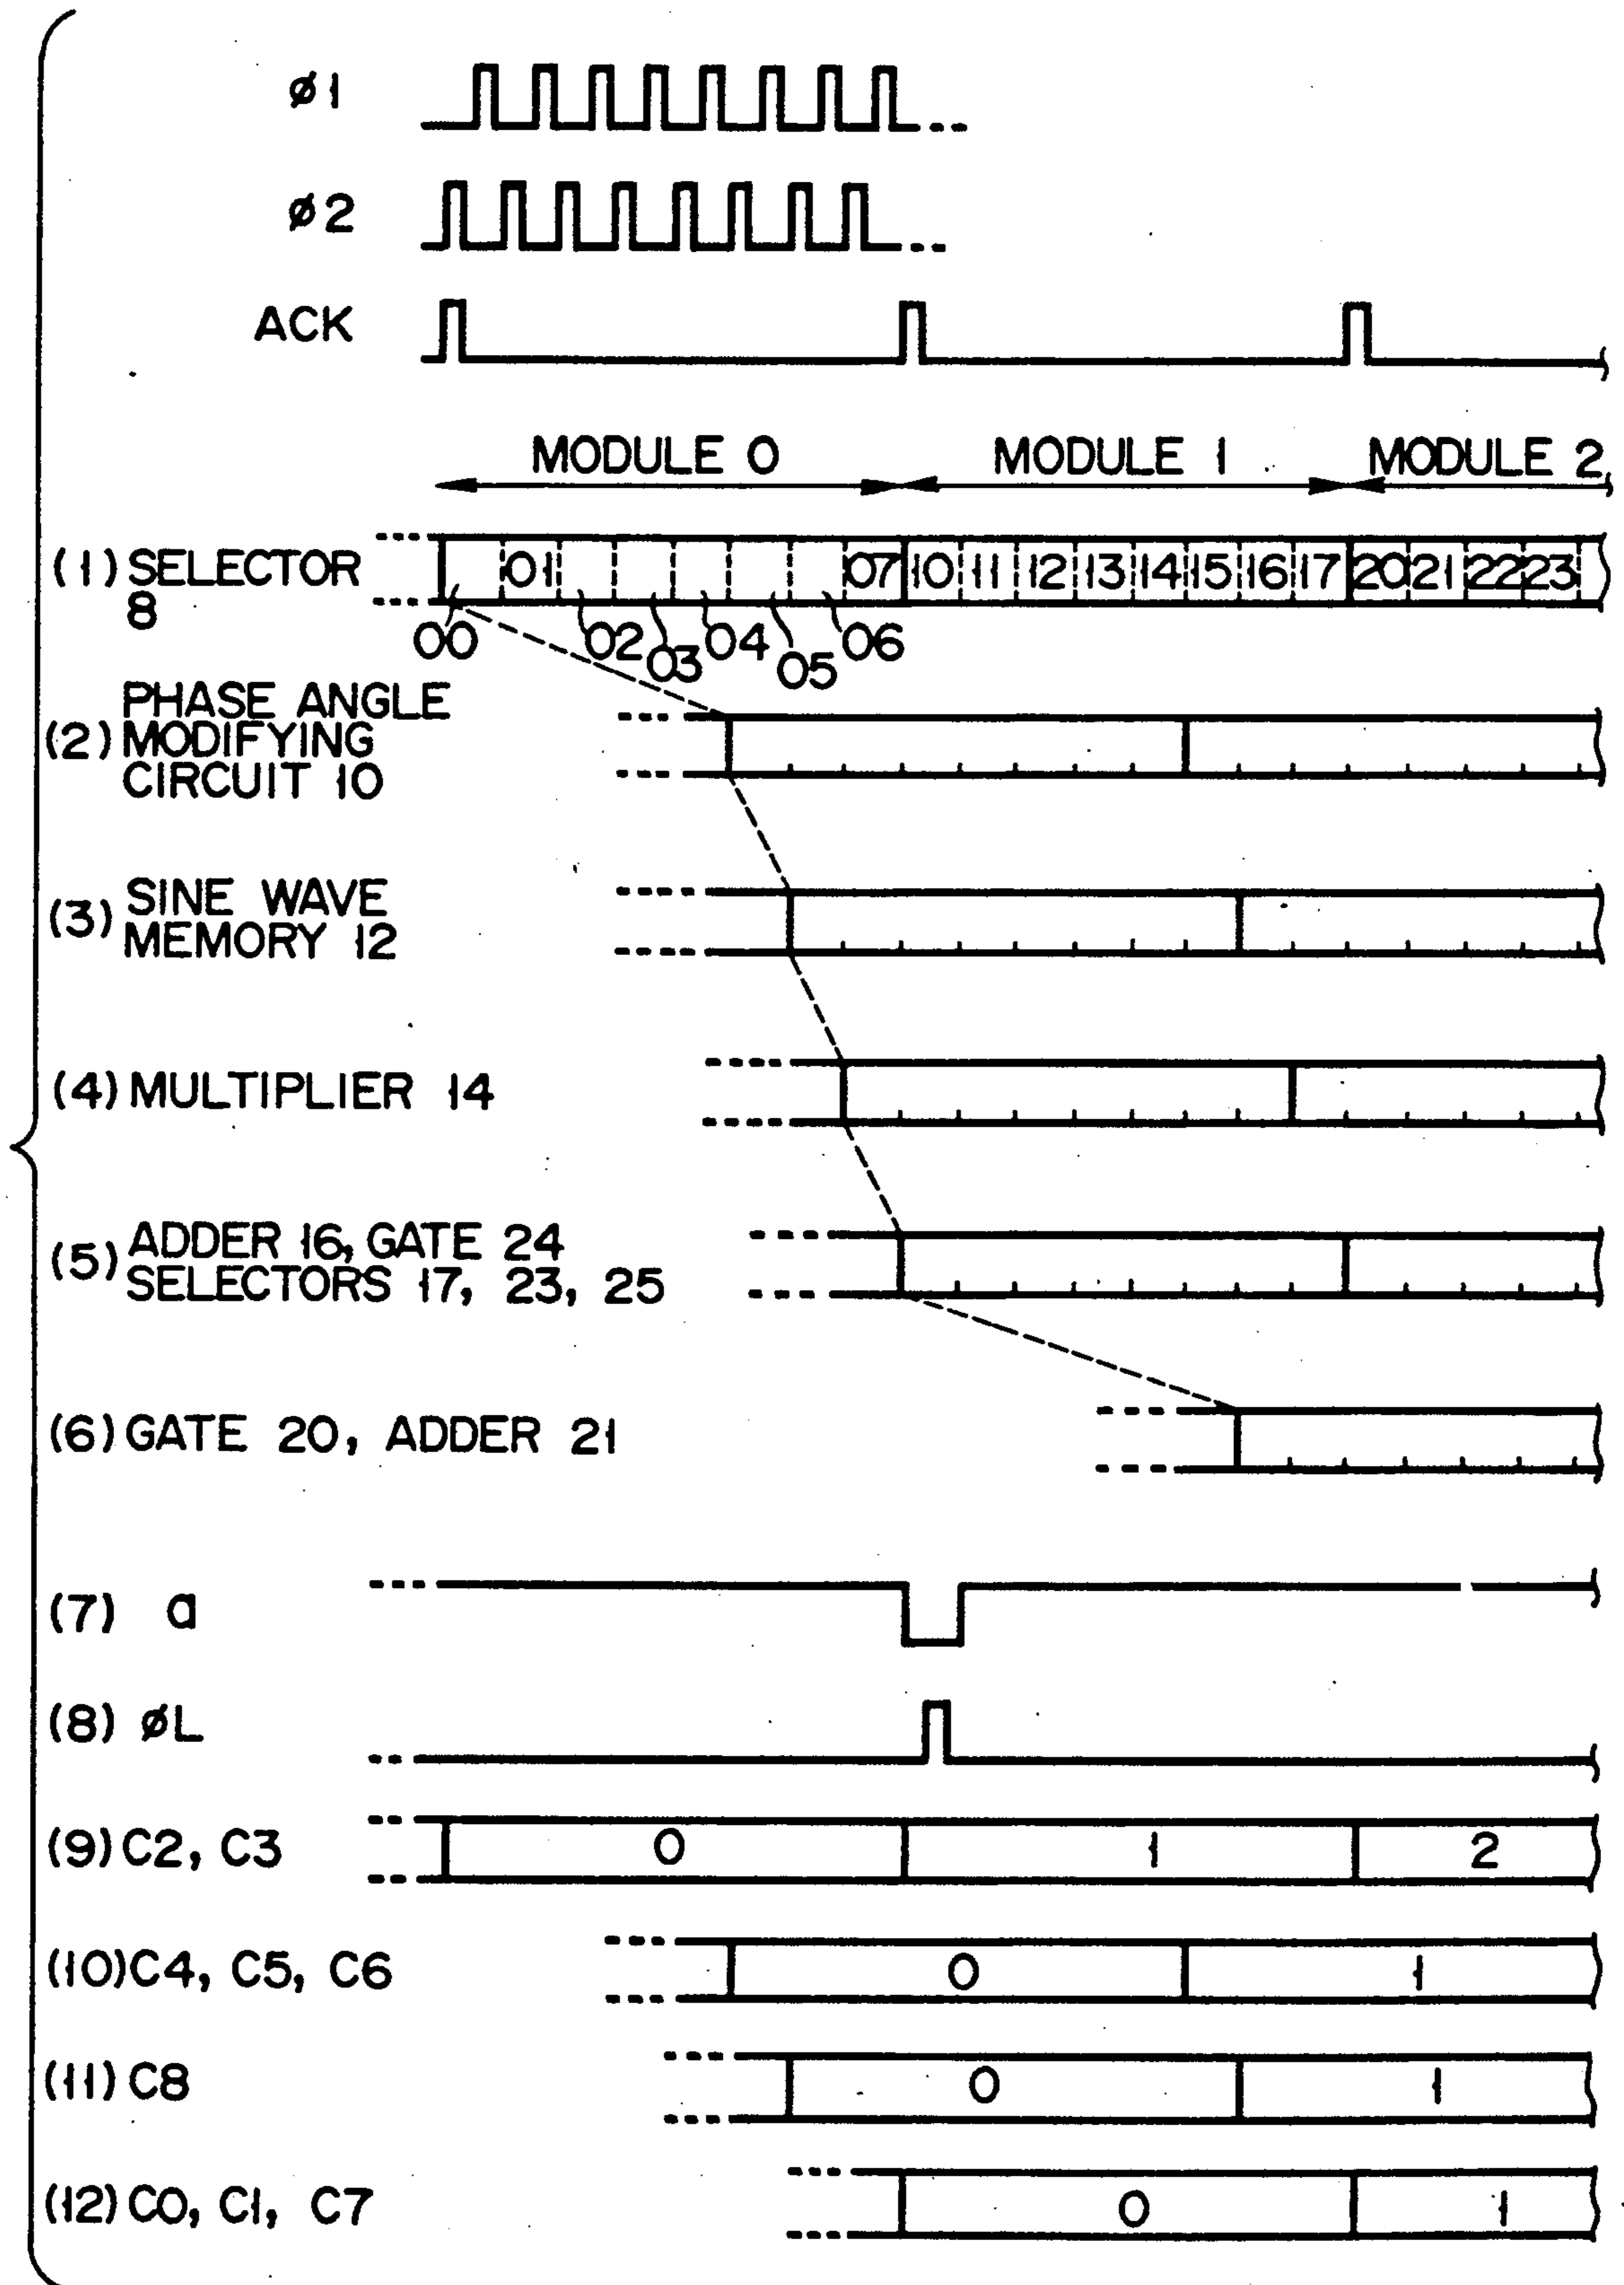 ø1
ø2
ACK
MODULE 0 MODULE 1 MODULE 2
(1) SELECTOR 8
01 07 10 11 12 13 14 15 16 17 20 21 22 23
00 02 03 04 05 06
(2) PHASE ANGLE
MODIFYING
CIRCUIT 10
(3) SINE WAVE
MEMORY 12
(4) MULTIPLIER 14
(5) ADDER 16, GATE 24
SELECTORS 17, 23, 25
(6) GATE 20, ADDER 21
(7) a
(8) øL
(9) C2, C3 0 1 2
(10) C4, C5, C6 0 1
(11) C8 0 1
(12) C0, C1, C7 0 1